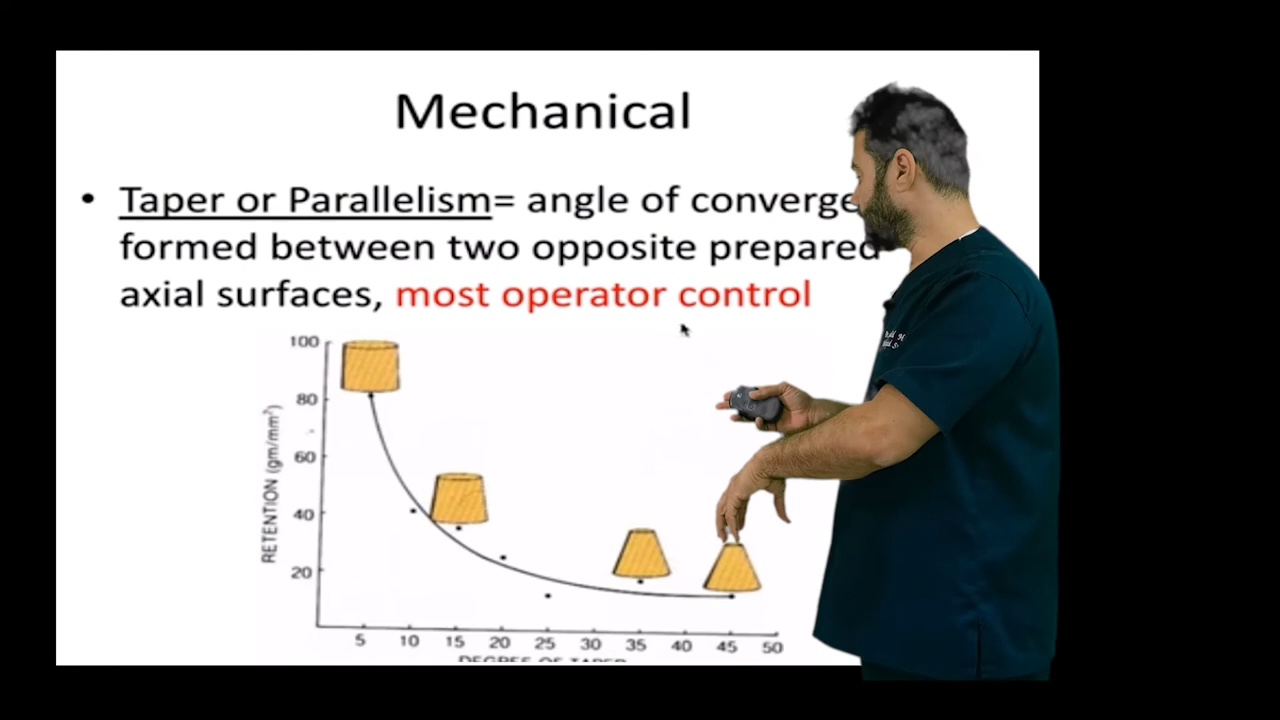 Mechanical
• Taper or Parallelism= angle of converge
formed between two opposite prepared
axial surfaces, most operator control
100
80
60
40
20
RETENTION (gm/mm²)
5 10 15 20 25 30 35 40 45 50
DEGREE OF TAPER